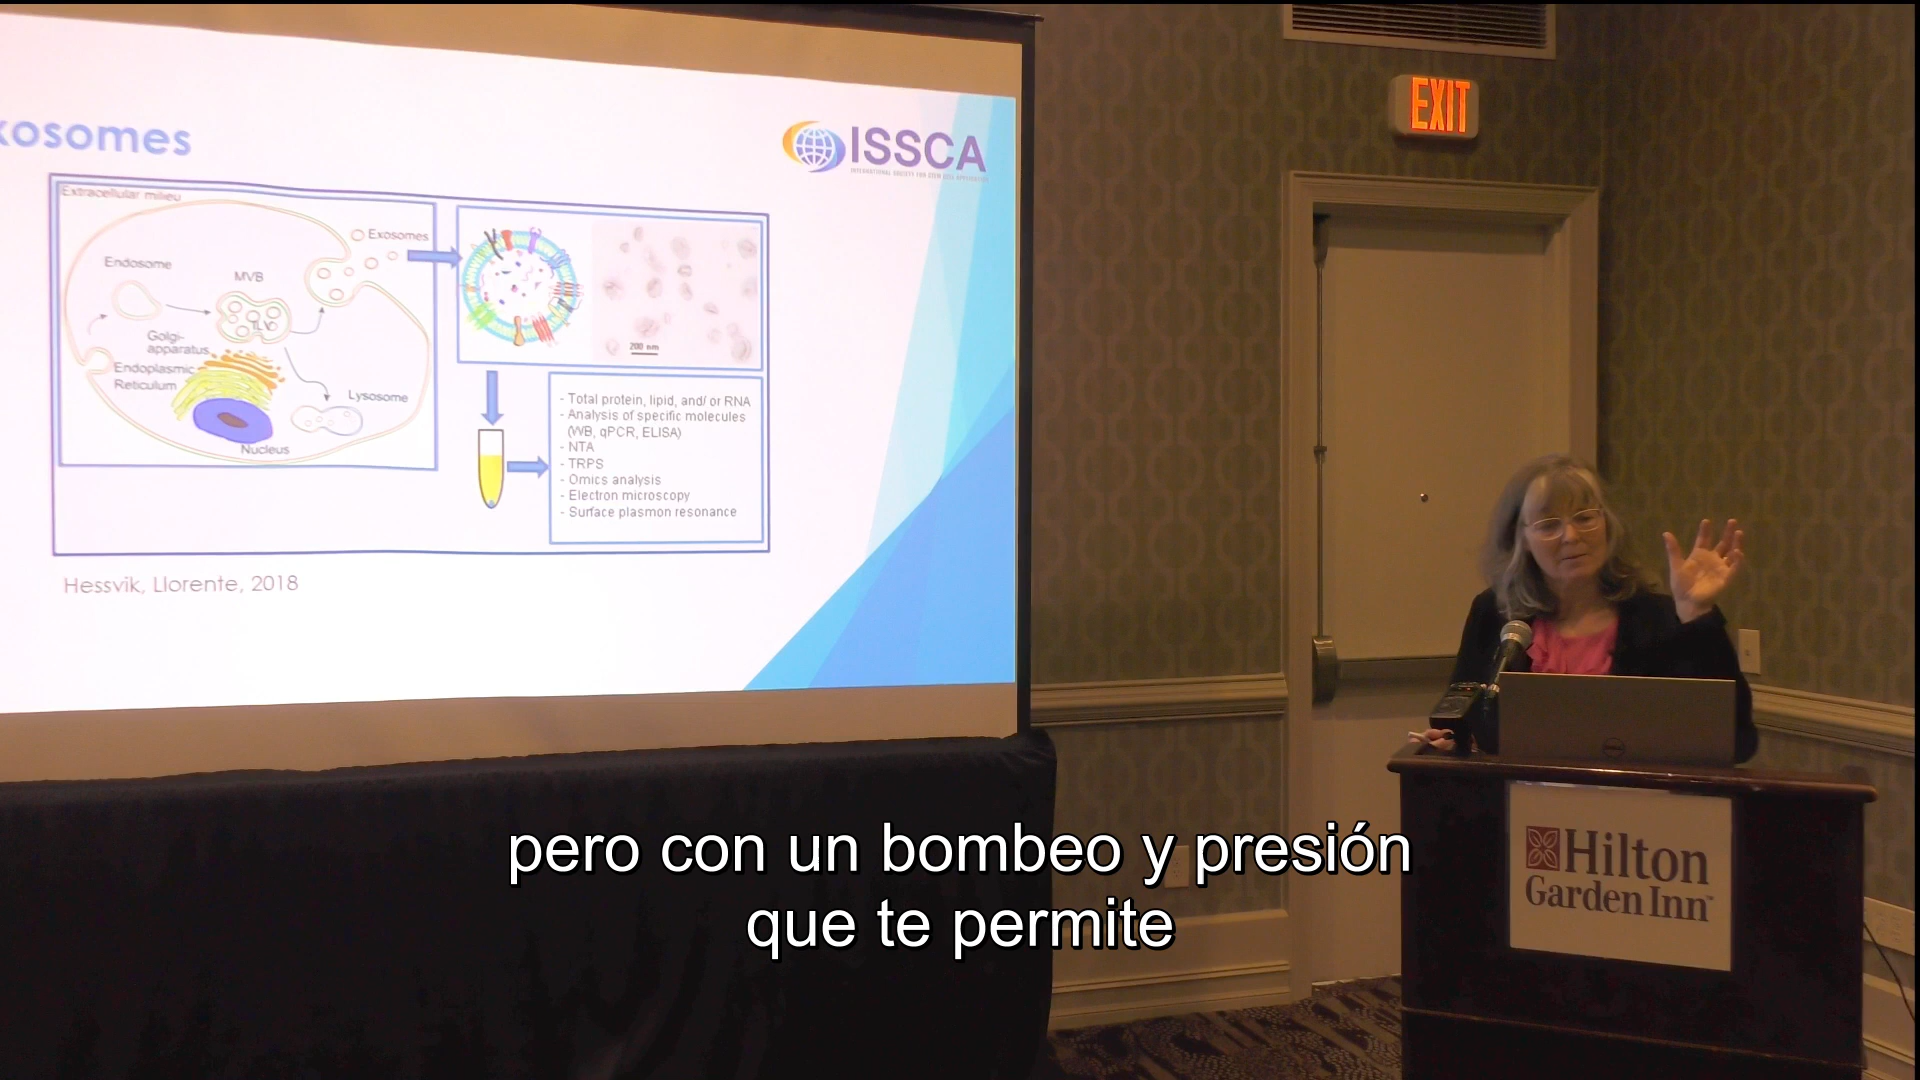 xosomes
ISSCA
INTERNATIONAL SOCIETY FOR STEM CELL APPLICATION
EXIT
Extracellular milieu
Exosomes
Endosome
MVB
ILV
Golgi-
apparatus
Endoplasmic
Reticulum
Lysosome
Nucleus
200 nm
- Total protein, lipid, and/ or RNA
- Analysis of specific molecules
(WB, qPCR, ELISA)
- NTA
- TRPS
- Omics analysis
- Electron microscopy
- Surface plasmon resonance
Hessvik, Llorente, 2018
Hilton
Garden Inn™
pero con un bombeo y presión
que te permite